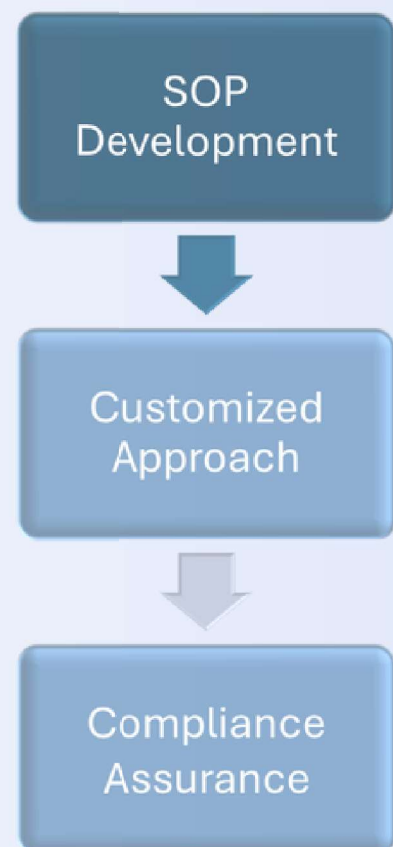 SOP
Development
Customized
Approach
Compliance
Assurance